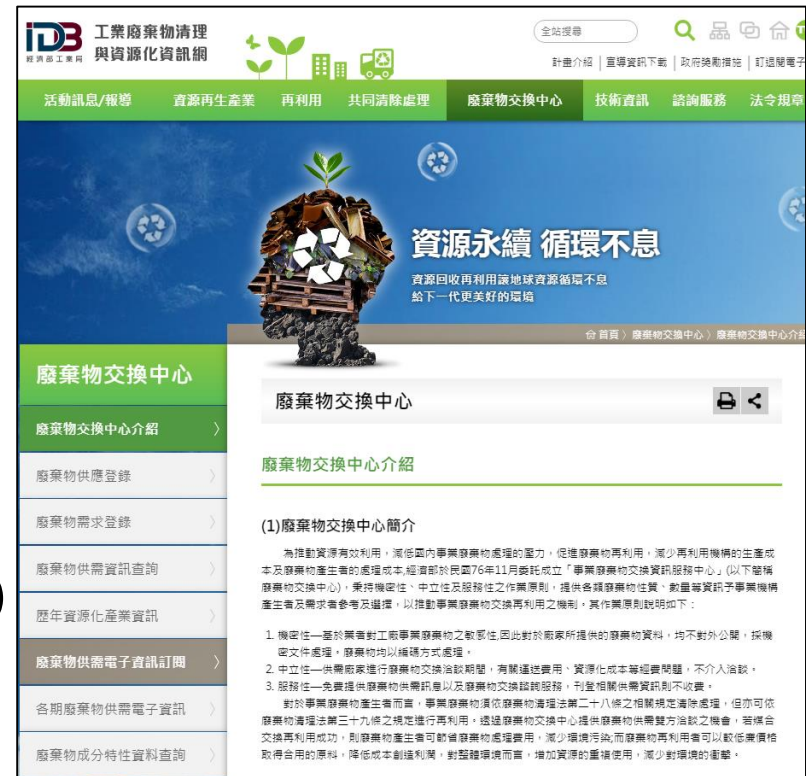 IDB
經濟部工業局
工業廢棄物清理
與資源化資訊網
全站搜尋
計畫介紹 | 宣導資訊下載 | 政府獎勵措施 | 訂退閱電子
活動訊息/報導 資源再生產業 再利用 共同清除處理 廢棄物交換中心 技術資訊 諮詢服務 法令規章
資源永續 循環不息
資源回收再利用讓地球資源循環不息
給下一代更美好的環境
首頁 〉 廢棄物交換中心 〉 廢棄物交換中心介紹
廢棄物交換中心
廢棄物交換中心介紹 〉
廢棄物供應登錄 〉
廢棄物需求登錄 〉
廢棄物供需資訊查詢 〉
歷年資源化產業資訊 〉
廢棄物供需電子資訊訂閱 〉
各期廢棄物供需電子資訊 〉
廢棄物成分特性資料查詢 〉
)
廢棄物交換中心
廢棄物交換中心介紹
(1)廢棄物交換中心簡介
為推動資源有效利用，減低國內事業廢棄物處理的壓力，促進廢棄物再利用，減少再利用機構的生產成
本及廢棄物產生者的處理成本,經濟部於民國76年11月委託成立「事業廢棄物交換資訊服務中心」(以下簡稱
廢棄物交換中心)，秉持機密性、中立性及服務性之作業原則，提供各類廢棄物性質、數量等資訊予事業機構
產生者及需求者參考及選擇，以推動事業廢棄物交換再利用之機制。其作業原則說明如下：
1. 機密性—基於業者對工廠事業廢棄物之敏感性,因此對於廠家所提供的廢棄物資料，均不對外公開，採機
密文件處理。廢棄物均以編碼方式處理。
2. 中立性—供需廠家進行廢棄物交換洽談期間，有關運送費用、資源化成本等經費問題，不介入洽談。
3. 服務性—免費提供廢棄物供需訊息以及廢棄物交換諮詢服務，刊登相關供需資訊則不收費。
對於事業廢棄物產生者而言，事業廢棄物須依廢棄物清理法第二十八條之相關規定清除處理，但亦可依
廢棄物清理法第三十九條之規定進行再利用。透過廢棄物交換中心提供廢棄物供需雙方洽談之機會，若媒合
交換再利用成功，則廢棄物產生者可節省廢棄物處理費用，減少環境污染;而廢棄物再利用者可以較低廉價格
取得合用的原料，降低成本創造利潤，對整體環境而言，增加資源的重複使用，減少對環境的衝擊。